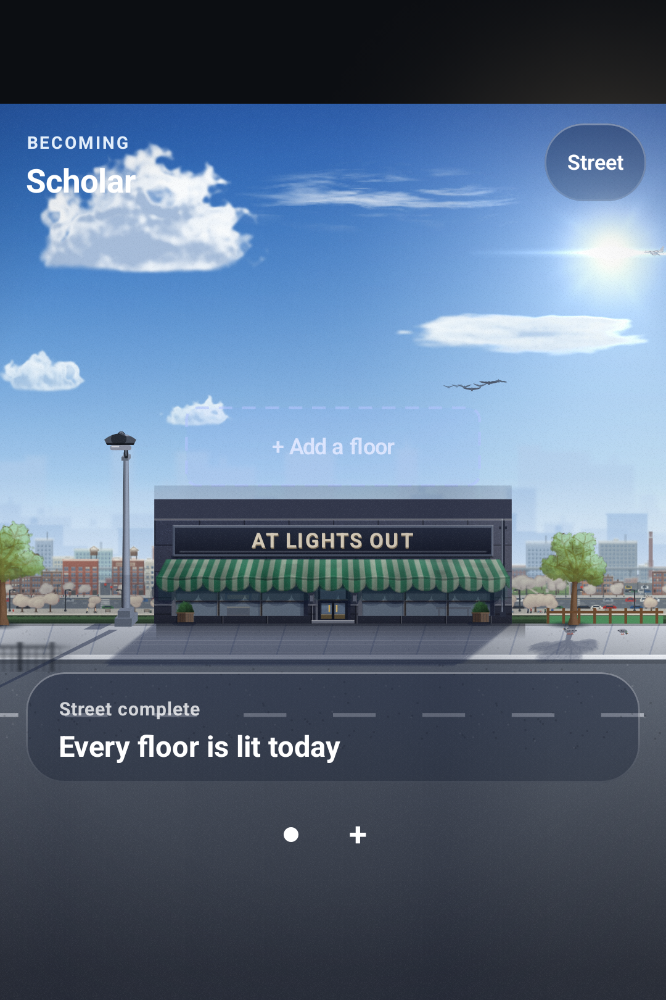 BECOMING
Scholar
Street
+ Add a floor
AT LIGHTS OUT
Street complete
Every floor is lit today
+